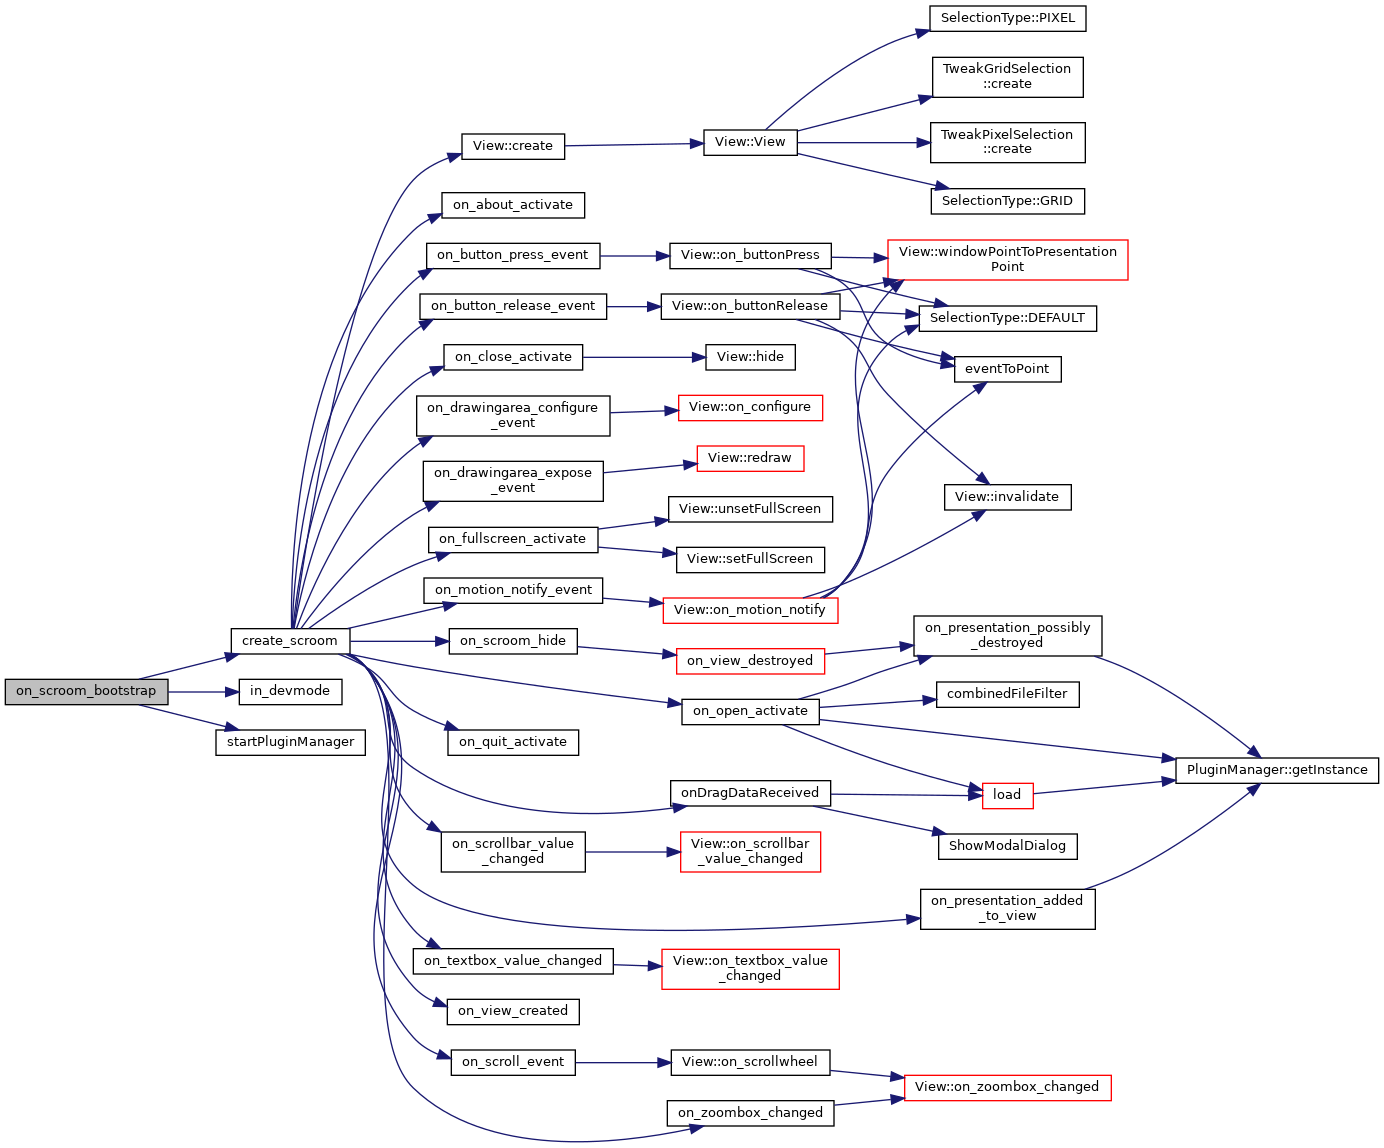 SelectionType::PIXEL
TweakGridSelection
::create
TweakPixelSelection
::create
View::create
View::View
SelectionType::GRID
on_about_activate
on_button_press_event
View::on_buttonPress
View::windowPointToPresentation
Point
on_button_release_event
View::on_buttonRelease
SelectionType::DEFAULT
on_close_activate
View::hide
eventToPoint
on_drawingarea_configure
_event
View::on_configure
on_drawingarea_expose
_event
View::redraw
View::invalidate
View::unsetFullScreen
on_fullscreen_activate
View::setFullScreen
on_motion_notify_event
View::on_motion_notify
create_scroom
on_scroom_hide
on_view_destroyed
on_presentation_possibly
_destroyed
on_scroom_bootstrap
in_devmode
on_open_activate
combinedFileFilter
startPluginManager
on_quit_activate
PluginManager::getInstance
onDragDataReceived
load
on_scrollbar_value
_changed
View::on_scrollbar
_value_changed
ShowModalDialog
on_presentation_added
_to_view
on_textbox_value_changed
View::on_textbox_value
_changed
on_view_created
on_scroll_event
View::on_scrollwheel
View::on_zoombox_changed
on_zoombox_changed